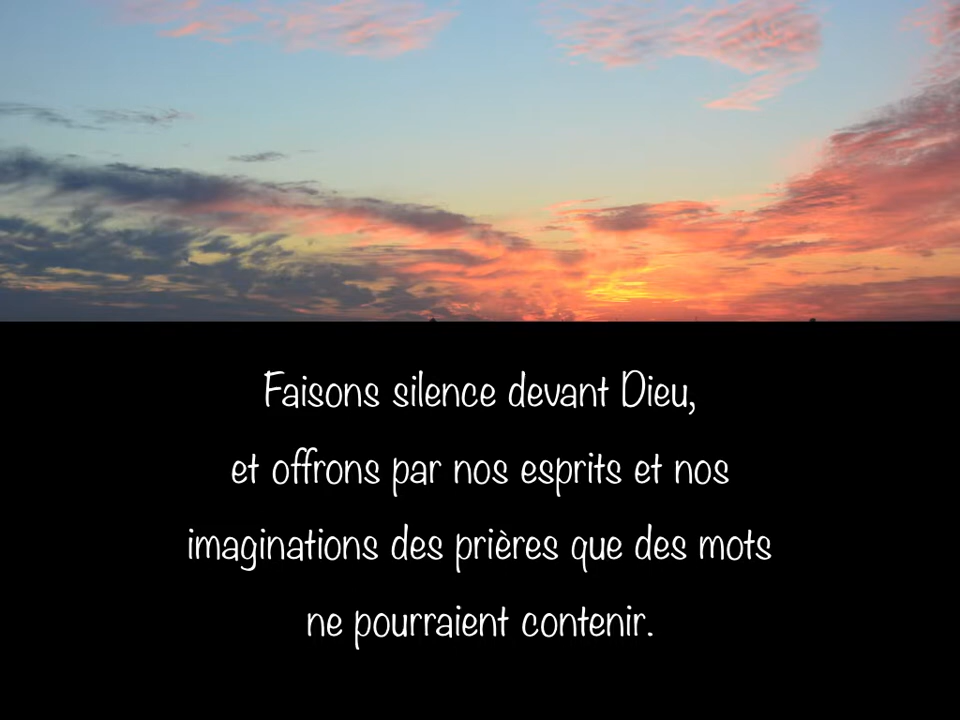 Faisons silence devant Dieu,
et offrons par nos esprits et nos
imaginations des prières que des mots
ne pourraient contenir.